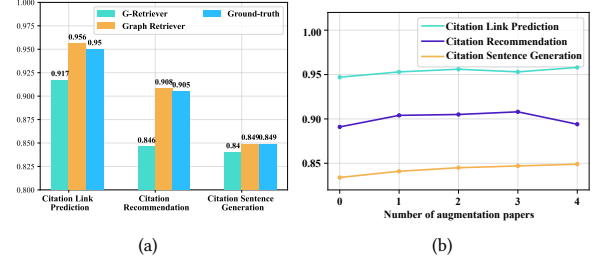 1.000
0.975
0.950
0.925
0.900
0.875
0.850
0.825
0.800
G-Retriever
Graph Retriever
Ground-truth
0.917
0.956
0.95
0.846
0.908
0.905
0.84
0.849
0.849
Citation Link
Prediction
Citation
Recommendation
Citation Sentence
Generation
(a)
1.00
0.95
0.90
0.85
Citation Link Prediction
Citation Recommendation
Citation Sentence Generation
0 1 2 3 4
Number of augmentation papers
(b)